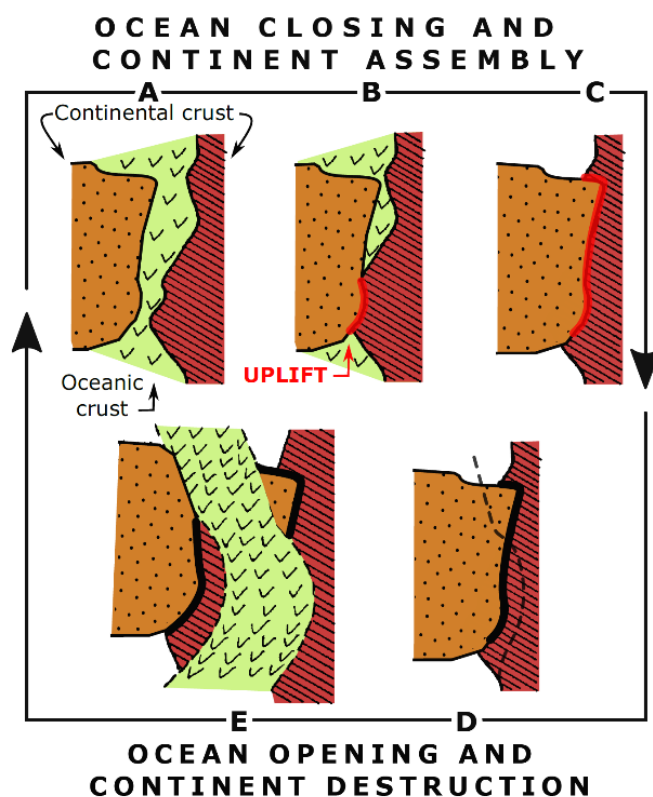 OCEAN CLOSING AND
CONTINENT ASSEMBLY
A
B
C
Continental crust
UPLIFT
Oceanic
crust
E
D
OCEAN OPENING AND
CONTINENT DESTRUCTION